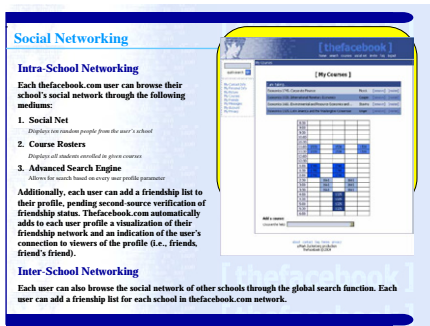 Social Networking
Intra-School Networking
Each thefacebook.com user can browse their
school's social network through the following
mediums:
1. Social Net
Displays ten random people from the user's school
2. Course Rosters
Displays all students enrolled in given courses
3. Advanced Search Engine
Allows for search based on every user profile parameter
Additionally, each user can add a friendship list to
their profile, pending second-source verification of
friendship status. Thefacebook.com automatically
adds to each user profile a visualization of their
friendship network and an indication of the user's
connection to viewers of the profile (i.e., friends,
friend's friend).
[thefacebook]
My Courses
[ My Courses ]
Add a course:
Inter-School Networking
[thefacebook]
Each user can also browse the social network of other schools through the global search function. Each
user can add a frienship list for each school in thefacebook.com network.